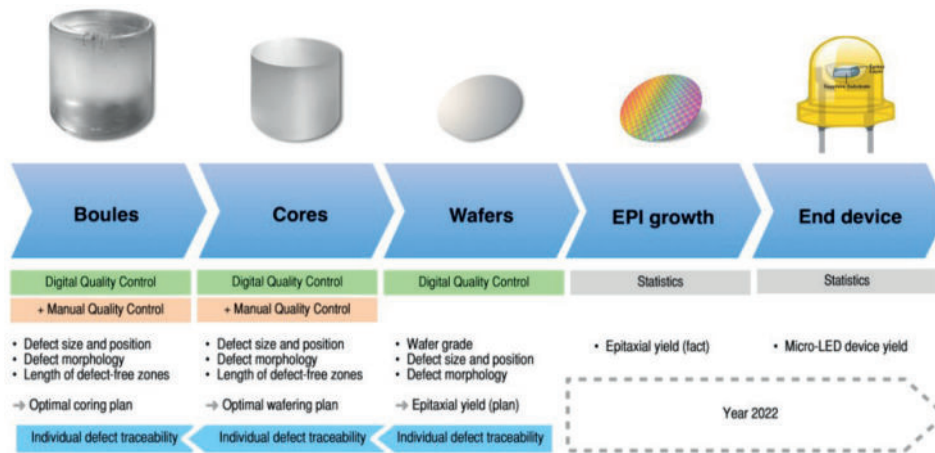 Boules
Cores
Wafers
EPI growth
End device
Digital Quality Control
Digital Quality Control
Digital Quality Control
Statistics
Statistics
+ Manual Quality Control
+ Manual Quality Control
• Defect size and position
• Defect morphology
• Length of defect-free zones
→ Optimal coring plan
• Defect size and position
• Defect morphology
• Length of defect-free zones
→ Optimal wafering plan
• Wafer grade
• Defect size and position
• Defect morphology
→ Epitaxial yield (plan)
• Epitaxial yield (fact)
• Micro-LED device yield
Year 2022
Individual defect traceability
Individual defect traceability
Individual defect traceability